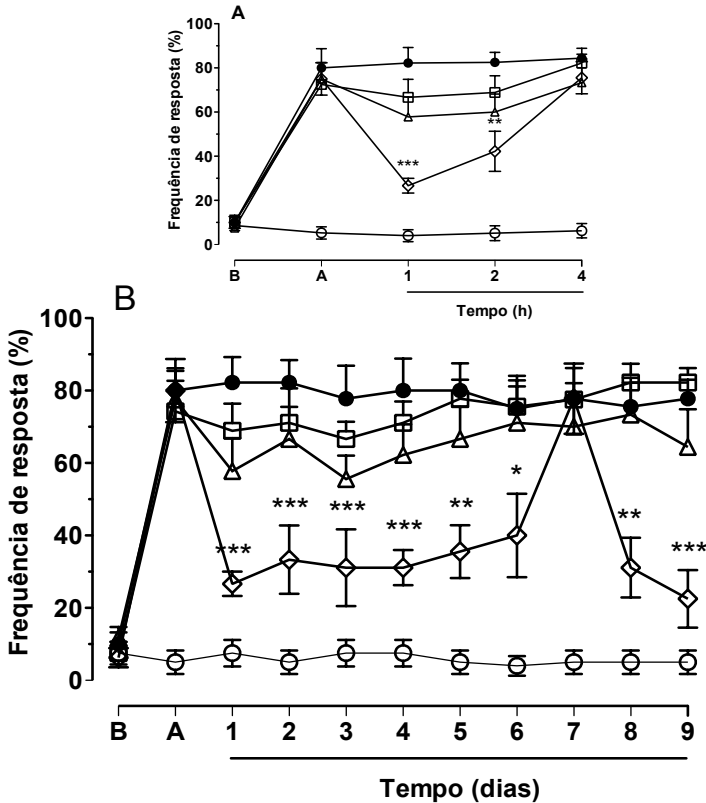 A
Frequência de resposta (%)
100
80
60
40
20
0
***
**
B A 1 2 4
Tempo (h)
B
Frequência de resposta (%)
100
80
60
40
20
0
*** *** *** *** ** * ** ***
B A 1 2 3 4 5 6 7 8 9
Tempo (dias)